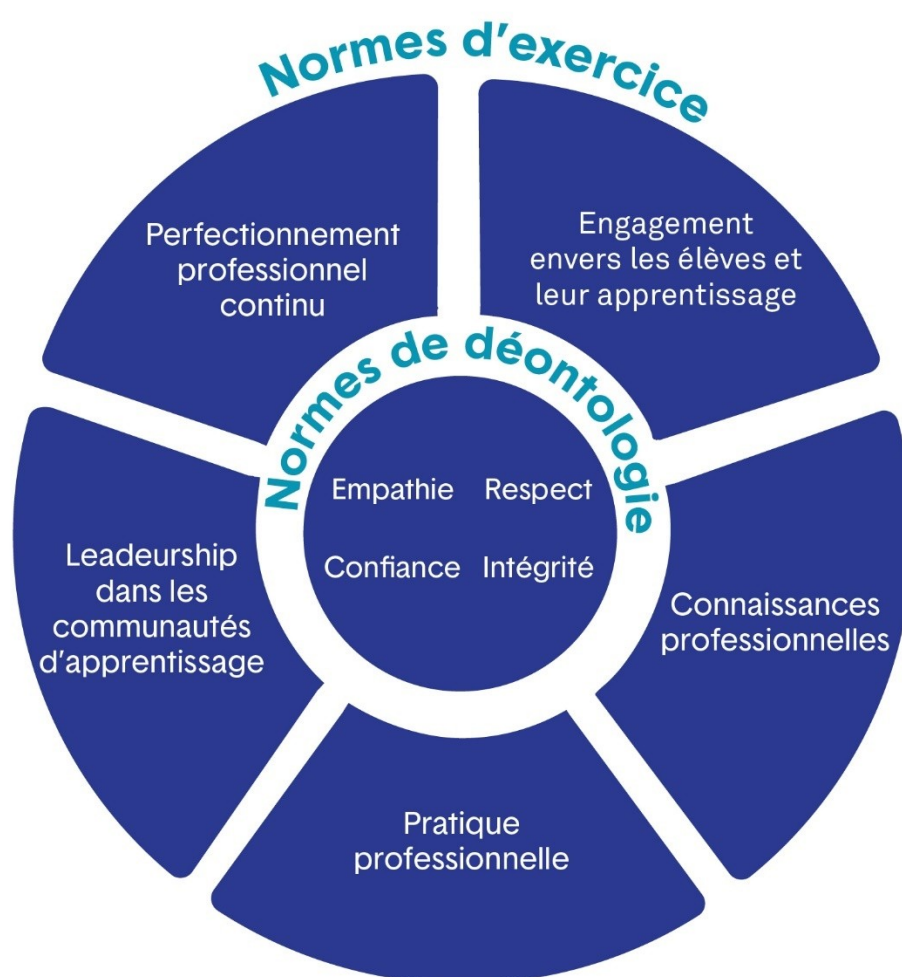 Normes d'exercice
Perfectionnement
professionnel
continu
Engagement
envers les élèves et
leur apprentissage
Normes de déontologie
Empathie Respect
Confiance Intégrité
Leadeurship
dans les
communautés
d'apprentissage
Connaissances
professionnelles
Pratique
professionnelle